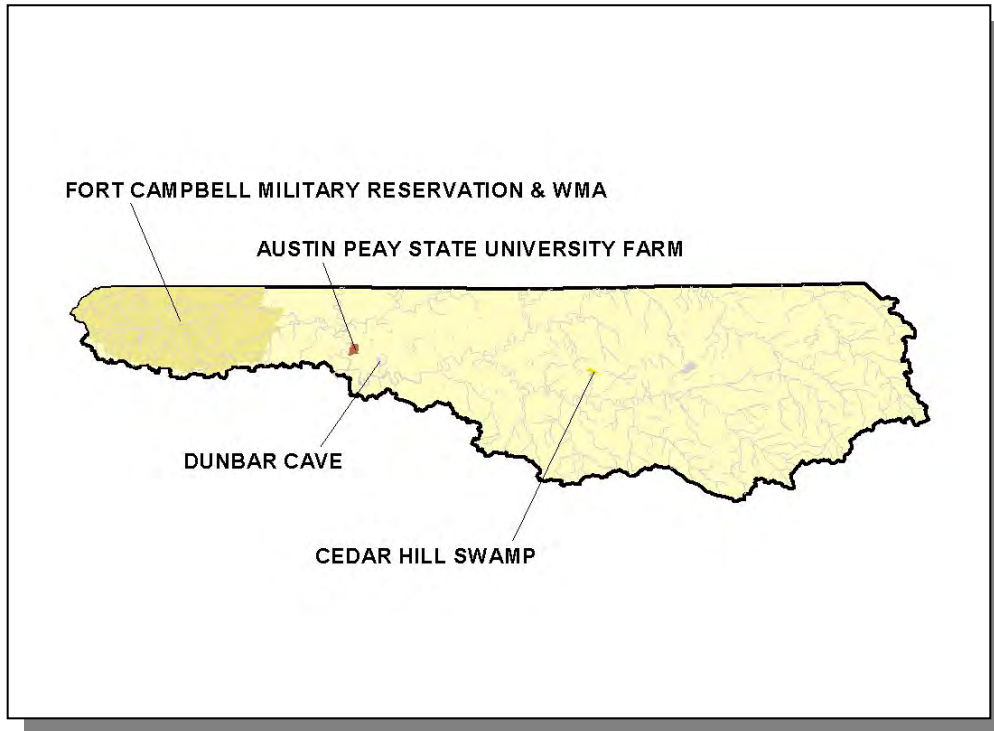 FORT CAMPBELL MILITARY RESERVATION & WMA
AUSTIN PEAY STATE UNIVERSITY FARM
DUNBAR CAVE
CEDAR HILL SWAMP